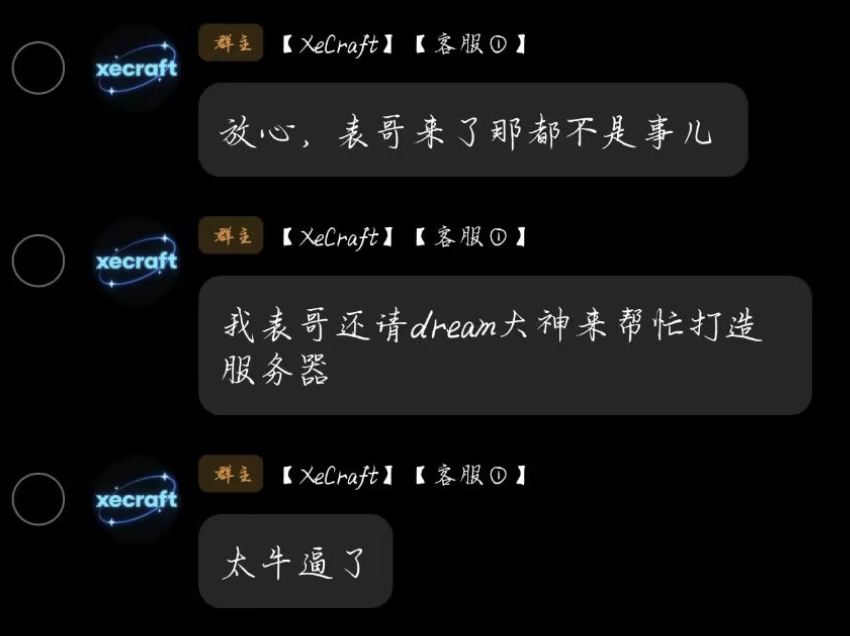 群主 【XeCraft】【客服①】
xecraft
放心，表哥来了那都不是事儿
群主 【XeCraft】【客服①】
xecraft
我表哥还请dream大神来帮忙打造
服务器
群主 【XeCraft】【客服①】
xecraft
太牛逼了